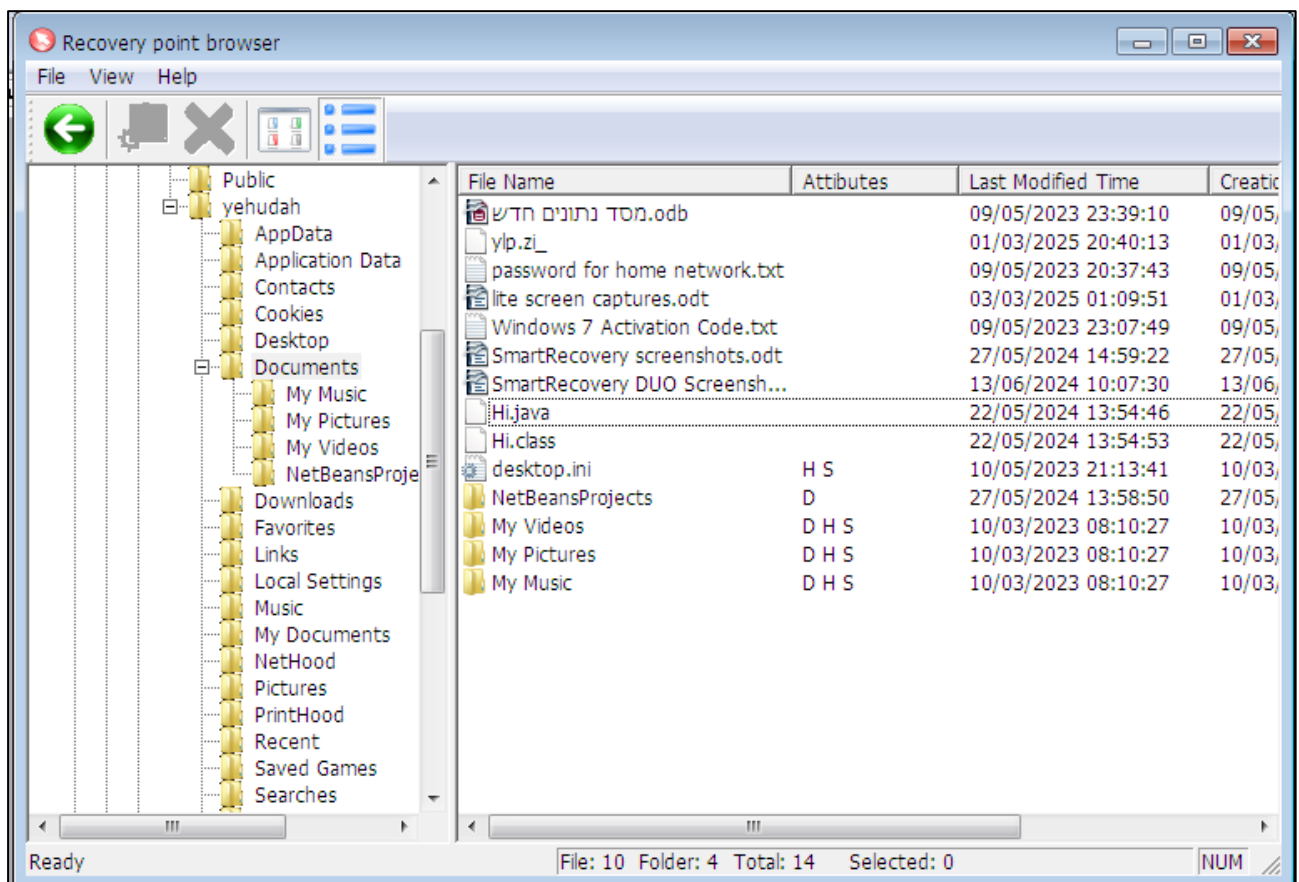 Recovery point browser
File View Help
Public
yehudah
AppData
Application Data
Contacts
Cookies
Desktop
Documents
My Music
My Pictures
My Videos
NetBeansProje
Downloads
Favorites
Links
Local Settings
Music
My Documents
NetHood
Pictures
PrintHood
Recent
Saved Games
Searches
File Name Attibutes Last Modified Time Creatic
מסד נתונים חדש.odb 09/05/2023 23:39:10 09/05/
ylp.zi_ 01/03/2025 20:40:13 01/03/
password for home network.txt 09/05/2023 20:37:43 09/05/
lite screen captures.odt 03/03/2025 01:09:51 01/03/
Windows 7 Activation Code.txt 09/05/2023 23:07:49 09/05/
SmartRecovery screenshots.odt 27/05/2024 14:59:22 27/05/
SmartRecovery DUO Screensh... 13/06/2024 10:07:30 13/06/
Hi.java 22/05/2024 13:54:46 22/05/
Hi.class 22/05/2024 13:54:53 22/05/
desktop.ini H S 10/05/2023 21:13:41 10/03/
NetBeansProjects D 27/05/2024 13:58:50 27/05/
My Videos D H S 10/03/2023 08:10:27 10/03/
My Pictures D H S 10/03/2023 08:10:27 10/03/
My Music D H S 10/03/2023 08:10:27 10/03/
Ready File: 10 Folder: 4 Total: 14 Selected: 0 NUM